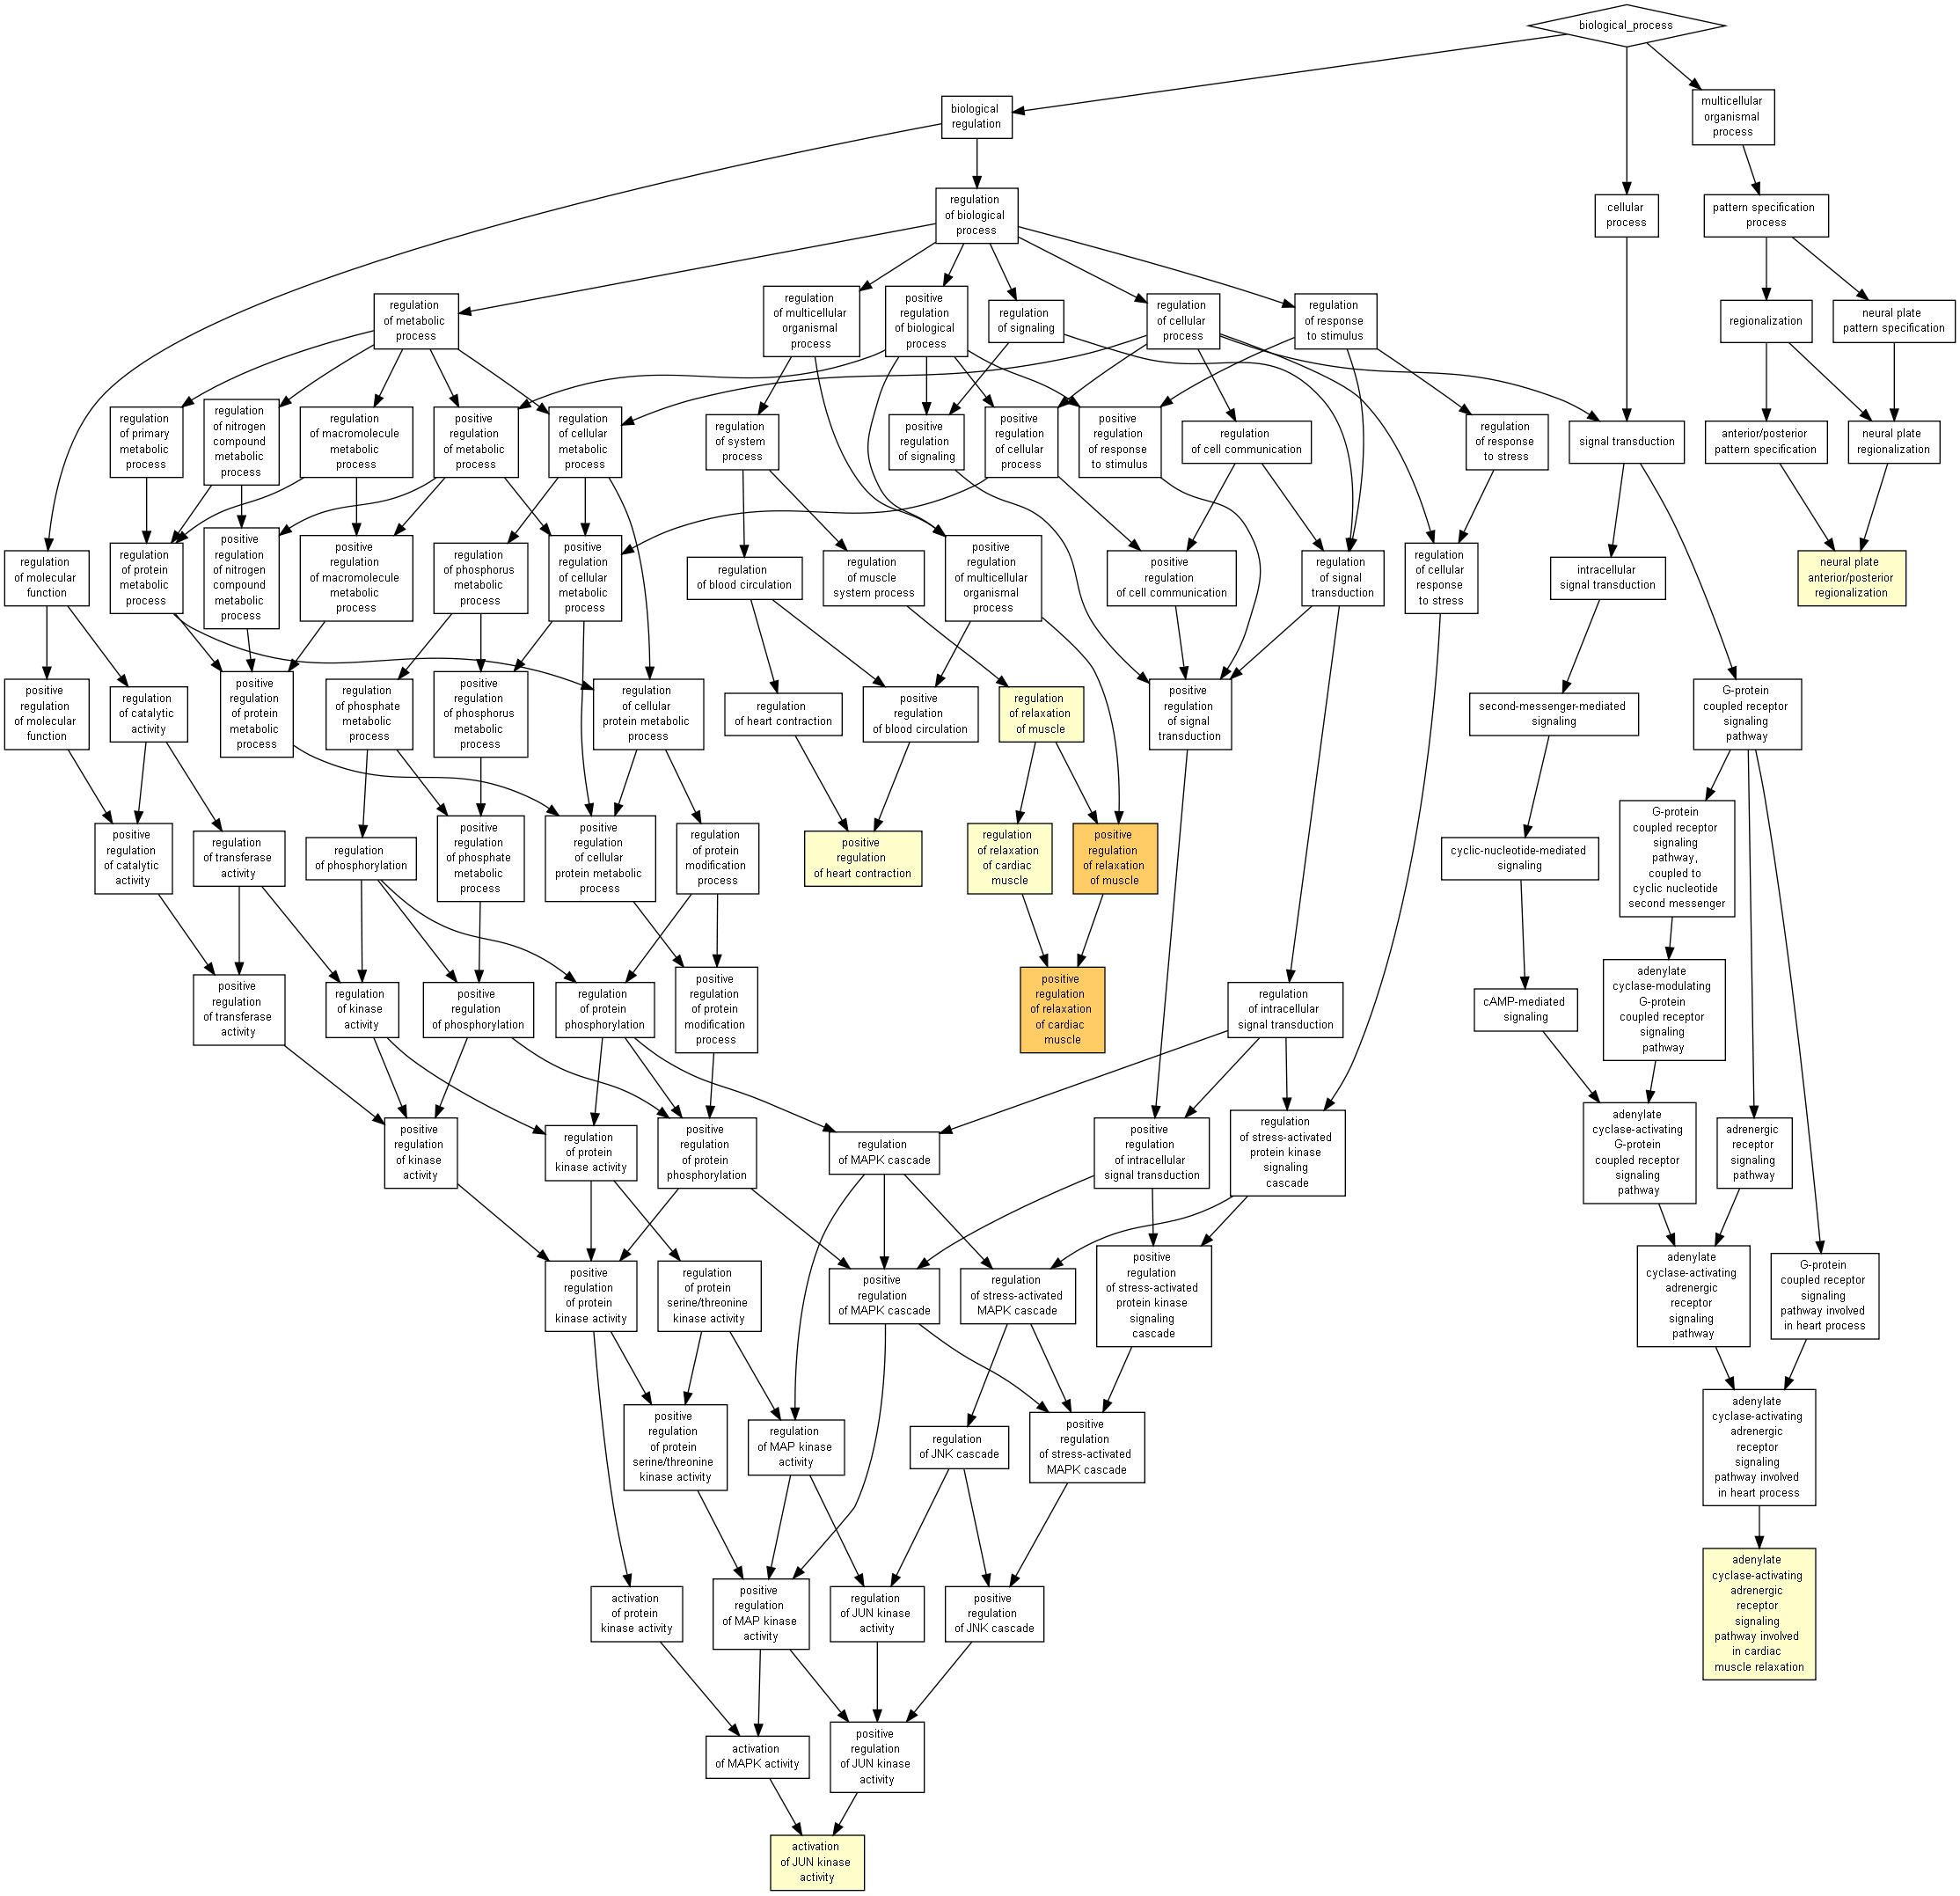 biological_process
biological
regulation
multicellular
organismal
process
regulation
of biological
process
cellular
process
pattern specification
process
regulation
of metabolic
process
regulation
of multicellular
organismal
process
positive
regulation
of biological
process
regulation
of signaling
regulation
of cellular
process
regulation
of response
to stimulus
regionalization
neural plate
pattern specification
regulation
of primary
metabolic
process
regulation
of nitrogen
compound
metabolic
process
regulation
of macromolecule
metabolic
process
positive
regulation
of metabolic
process
regulation
of cellular
metabolic
process
regulation
of system
process
positive
regulation
of signaling
positive
regulation
of cellular
process
positive
regulation
of response
to stimulus
regulation
of cell communication
regulation
of response
to stress
signal transduction
anterior/posterior
pattern specification
neural plate
regionalization
regulation
of molecular
function
regulation
of protein
metabolic
process
positive
regulation
of nitrogen
compound
metabolic
process
positive
regulation
of macromolecule
metabolic
process
regulation
of phosphorus
metabolic
process
positive
regulation
of cellular
metabolic
process
regulation
of blood circulation
regulation
of muscle
system process
positive
regulation
of multicellular
organismal
process
positive
regulation
of cell communication
regulation
of signal
transduction
regulation
of cellular
response
to stress
intracellular
signal transduction
neural plate
anterior/posterior
regionalization
positive
regulation
of molecular
function
regulation
of catalytic
activity
positive
regulation
of protein
metabolic
process
regulation
of phosphate
metabolic
process
positive
regulation
of phosphorus
metabolic
process
regulation
of cellular
protein metabolic
process
regulation
of heart contraction
positive
regulation
of blood circulation
regulation
of relaxation
of muscle
positive
regulation
of signal
transduction
second-messenger-mediated
signaling
G-protein
coupled receptor
signaling
pathway
positive
regulation
of catalytic
activity
regulation
of transferase
activity
regulation
of phosphorylation
positive
regulation
of phosphate
metabolic
process
positive
regulation
of cellular
protein metabolic
process
regulation
of protein
modification
process
positive
regulation
of heart contraction
regulation
of relaxation
of cardiac
muscle
positive
regulation
of relaxation
of muscle
cyclic-nucleotide-mediated
signaling
G-protein
coupled receptor
signaling
pathway,
coupled to
cyclic nucleotide
second messenger
positive
regulation
of transferase
activity
regulation
of kinase
activity
positive
regulation
of phosphorylation
regulation
of protein
phosphorylation
positive
regulation
of protein
modification
process
positive
regulation
of relaxation
of cardiac
muscle
regulation
of intracellular
signal transduction
cAMP-mediated
signaling
adenylate
cyclase-modulating
G-protein
coupled receptor
signaling
pathway
positive
regulation
of kinase
activity
regulation
of protein
kinase activity
positive
regulation
of protein
phosphorylation
regulation
of MAPK cascade
positive
regulation
of intracellular
signal transduction
regulation
of stress-activated
protein kinase
signaling
cascade
adenylate
cyclase-activating
G-protein
coupled receptor
signaling
pathway
adrenergic
receptor
signaling
pathway
positive
regulation
of protein
kinase activity
regulation
of protein
serine/threonine
kinase activity
positive
regulation
of MAPK cascade
regulation
of stress-activated
MAPK cascade
positive
regulation
of stress-activated
protein kinase
signaling
cascade
adenylate
cyclase-activating
adrenergic
receptor
signaling
pathway
G-protein
coupled receptor
signaling
pathway involved
in heart process
positive
regulation
of protein
serine/threonine
kinase activity
regulation
of MAP kinase
activity
regulation
of JNK cascade
positive
regulation
of stress-activated
MAPK cascade
adenylate
cyclase-activating
adrenergic
receptor
signaling
pathway involved
in heart process
activation
of protein
kinase activity
positive
regulation
of MAP kinase
activity
regulation
of JUN kinase
activity
positive
regulation
of JNK cascade
adenylate
cyclase-activating
adrenergic
receptor
signaling
pathway involved
in cardiac
muscle relaxation
activation
of MAPK activity
positive
regulation
of JUN kinase
activity
activation
of JUN kinase
activity